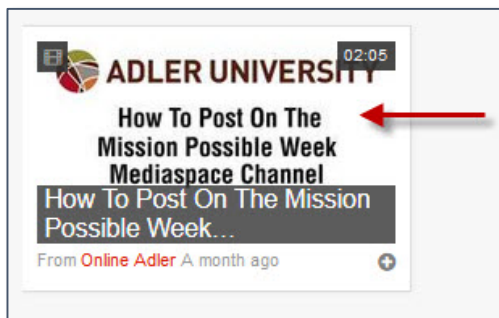 02:05
ADLER UNIVERSITY
How To Post On The
Mission Possible Week
Mediaspace Channel
How To Post On The Mission
Possible Week...
From Online Adler A month ago